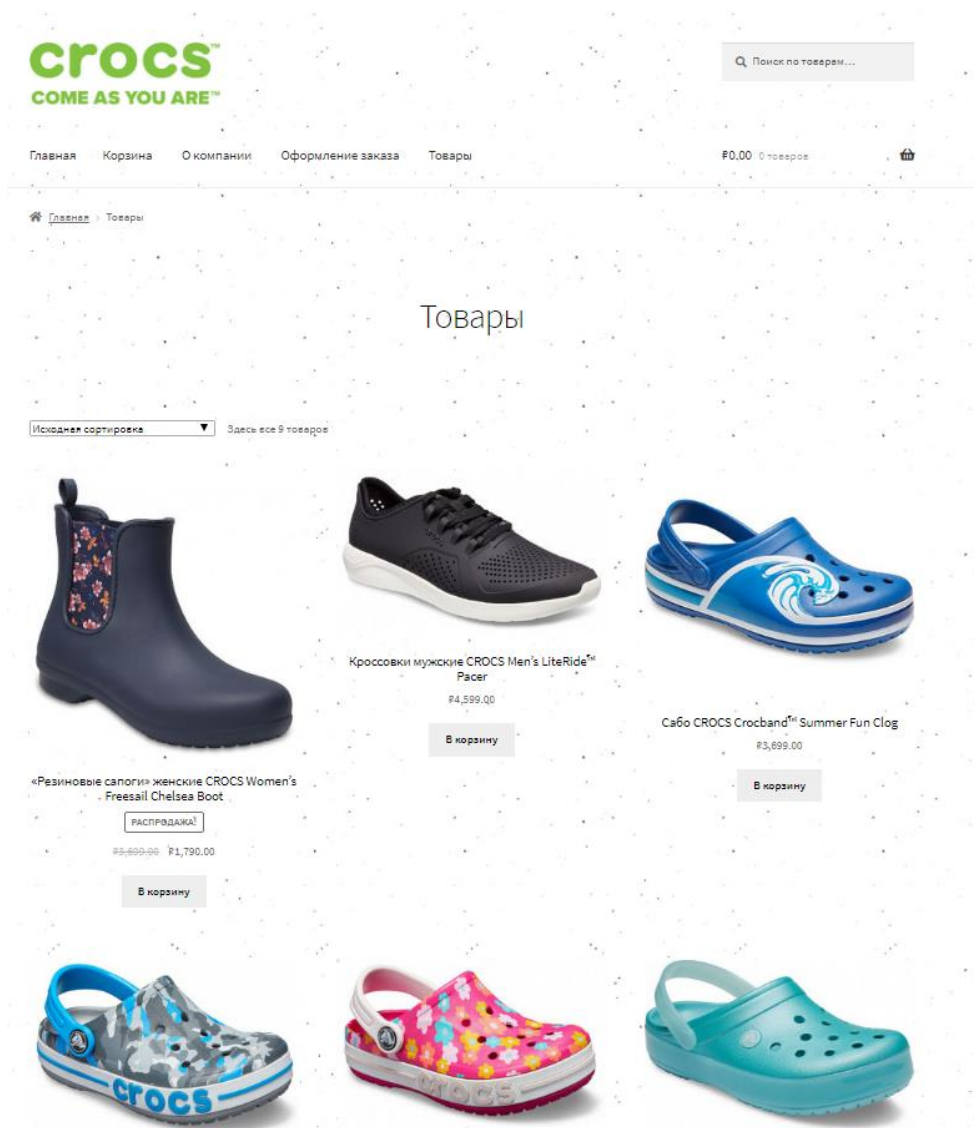 crocs™
COME AS YOU ARE™
Поиск по товарам...
Главная Корзина О компании Оформление заказа Товары
₽0.00 0 товаров
Главная › Товары
Товары
Исходная сортировка ▼ Здесь все 9 товаров
Кроссовки мужские CROCS Men's LiteRide™
Pacer
₽4,599.00
В корзину
Сабо CROCS Crocband™ Summer Fun Clog
₽3,699.00
В корзину
«Резиновые сапоги» женские CROCS Women's
Freesail Chelsea Boot
РАСПРОДАЖА!
₽3,699.00 ₽1,790.00
В корзину
crocs
crocs